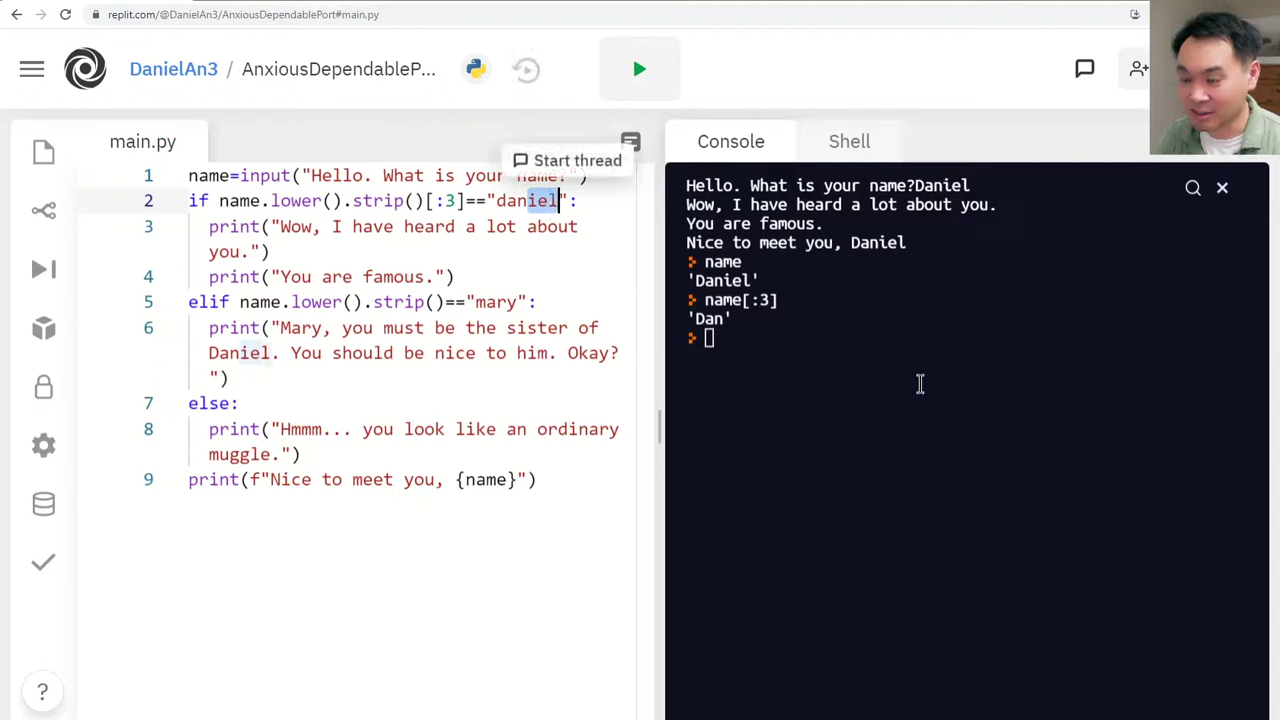 replit.com/@DanielAn3/AnxiousDependablePort#main.py
DanielAn3 / AnxiousDependableP...
main.py
Start thread
1 name=input("Hello. What is your name?")
2 if name.lower().strip()[:3]=="daniel":
3 print("Wow, I have heard a lot about
you.")
4 print("You are famous.")
5 elif name.lower().strip()=="mary":
6 print("Mary, you must be the sister of
Daniel. You should be nice to him. Okay?
")
7 else:
8 print("Hmmm... you look like an ordinary
muggle.")
9 print(f"Nice to meet you, {name}")
?
Console Shell
Hello. What is your name?Daniel
Wow, I have heard a lot about you.
You are famous.
Nice to meet you, Daniel
> name
'Daniel'
> name[:3]
'Dan'
>